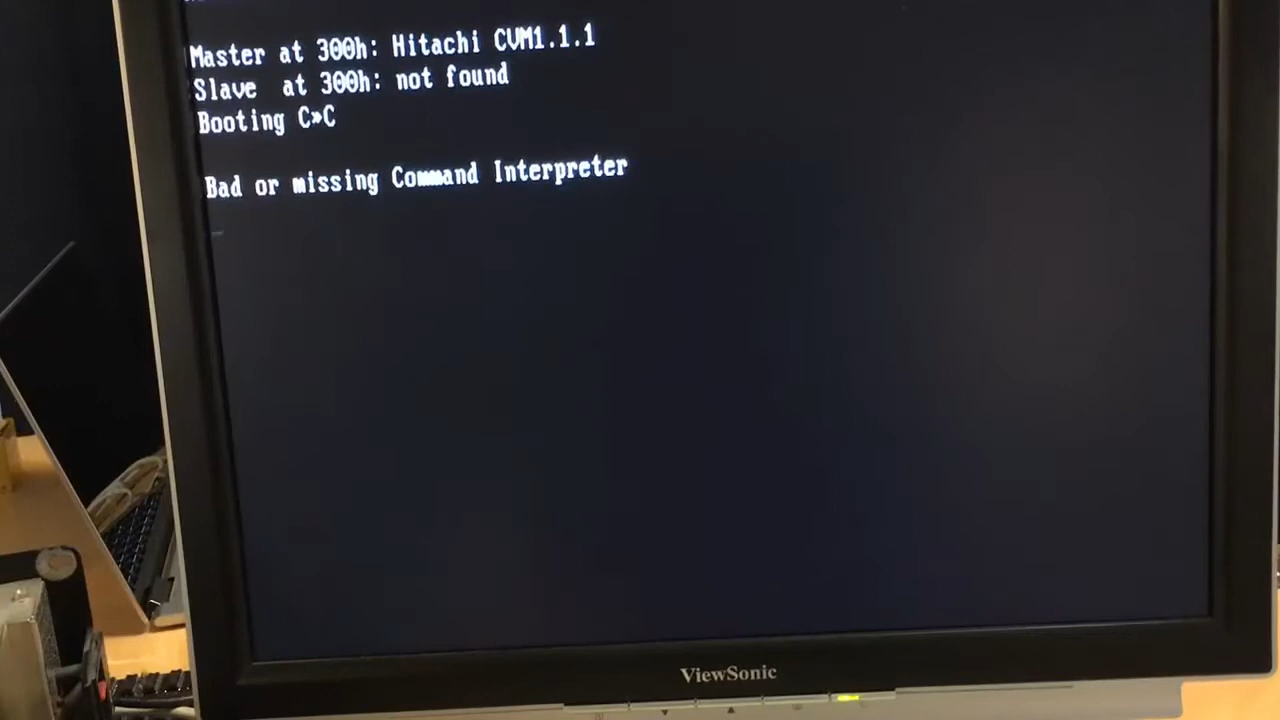 Master at 300h: Hitachi CVM1.1.1
Slave  at 300h: not found
Booting C»C
Bad or missing Command Interpreter
ViewSonic